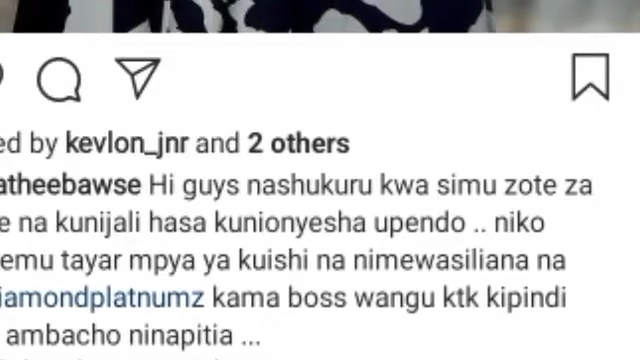 ed by kevlon_jnr and 2 others
atheebawse Hi guys nashukuru kwa simu zote za
e na kunijali hasa kunionyesha upendo .. niko
emu tayar mpya ya kuishi na nimewasiliana na
iamondplatnumz kama boss wangu ktk kipindi
ambacho ninapitia ...